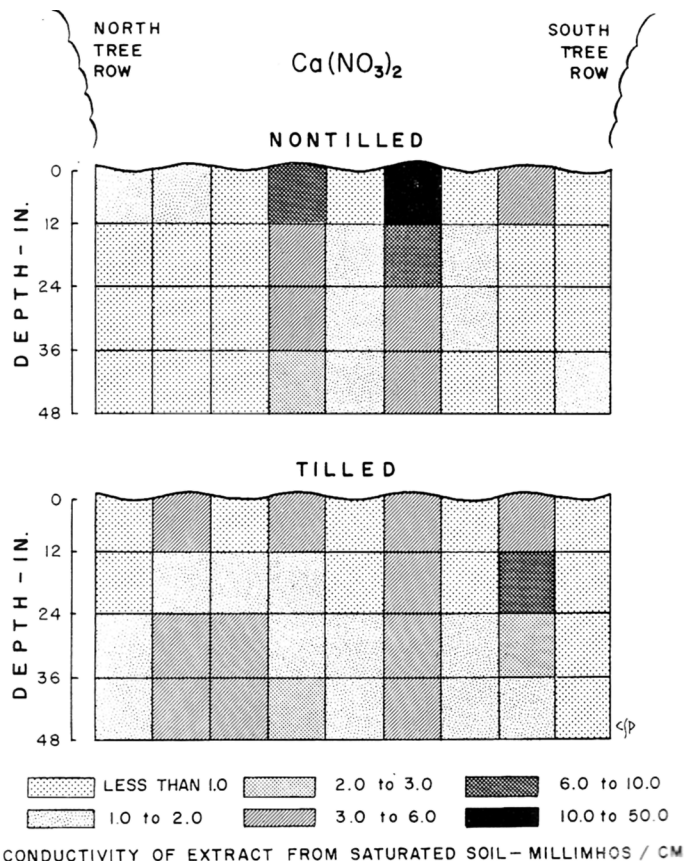 NORTH
TREE
ROW
Ca(NO₃)₂
SOUTH
TREE
ROW
NONTILLED
0
12
24
36
48
DEPTH-IN.
TILLED
0
12
24
36
48
DEPTH-IN.
LESS THAN 1.0
2.0 to 3.0
6.0 to 10.0
1.0 to 2.0
3.0 to 6.0
10.0 to 50.0
CONDUCTIVITY OF EXTRACT FROM SATURATED SOIL- MILLIMHOS / CM